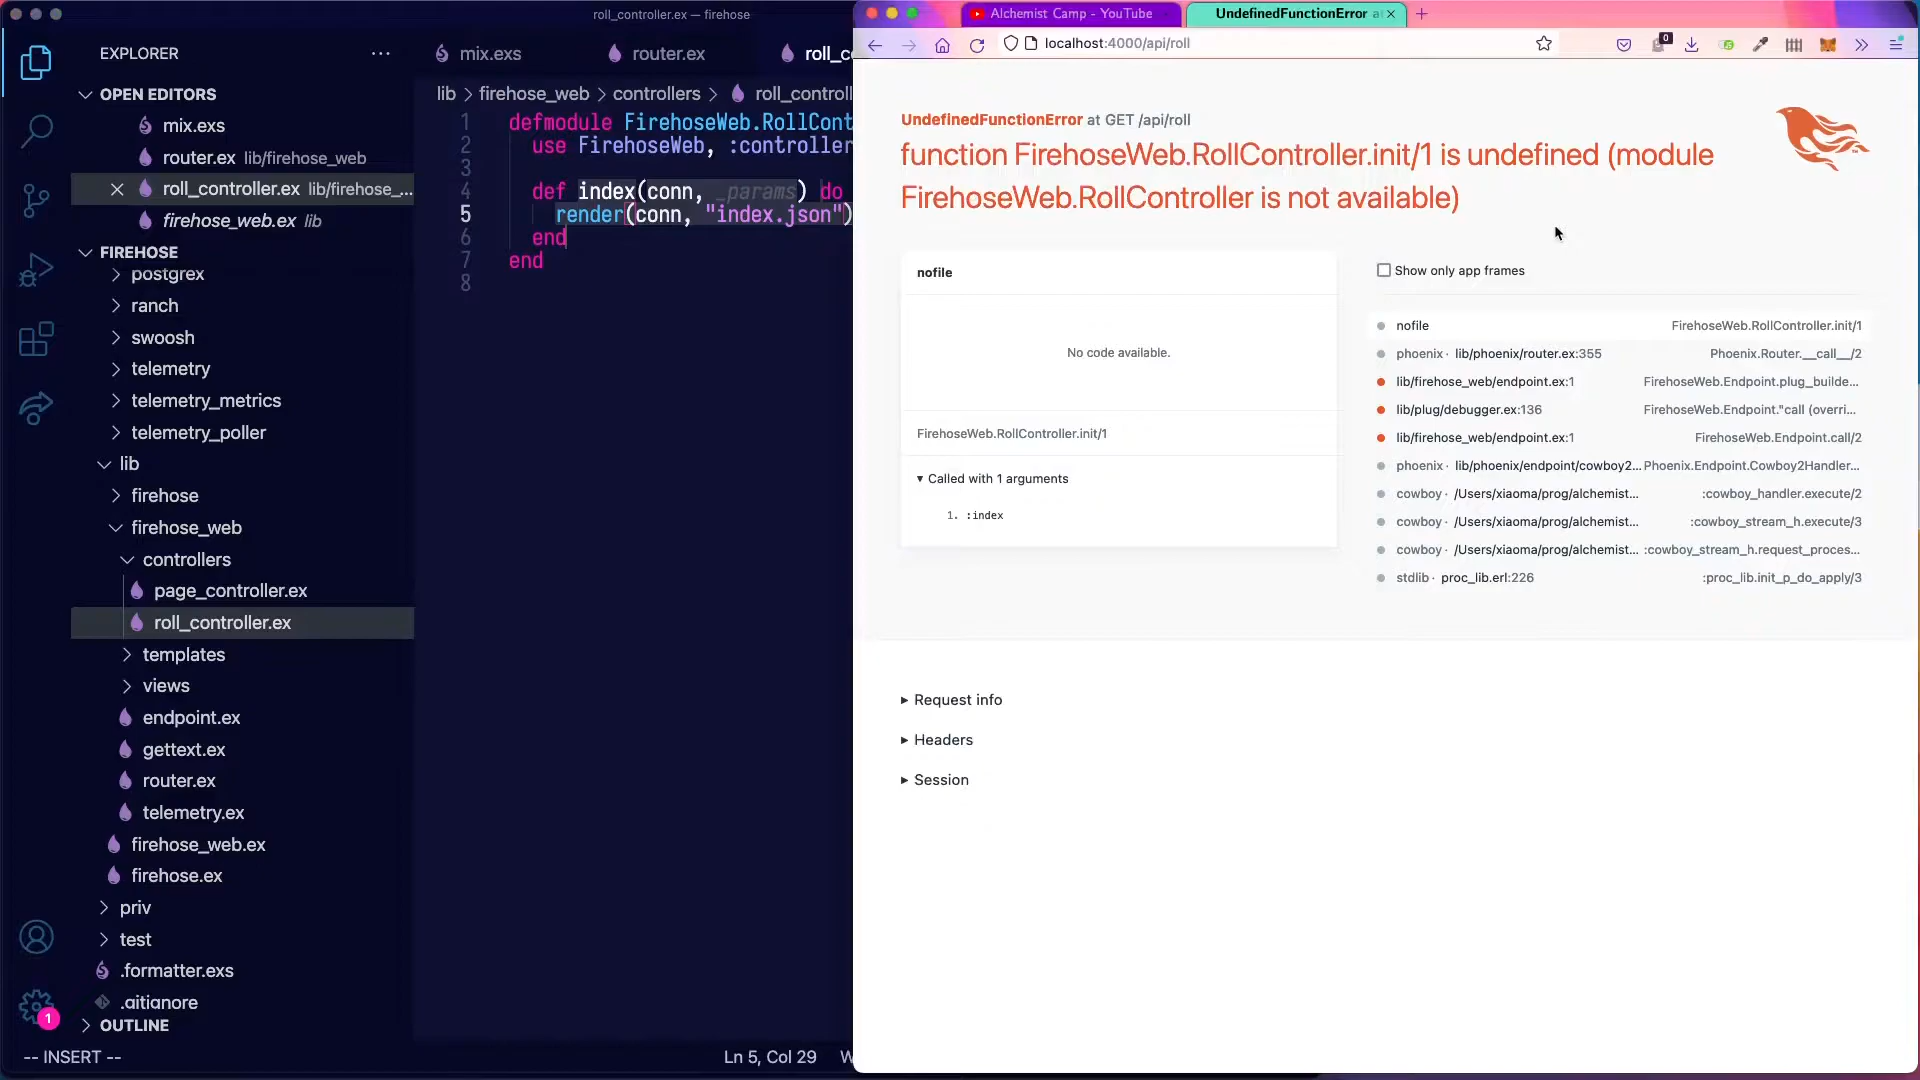 roll_controller.ex — firehose
EXPLORER
mix.exs
router.ex
roll_co
OPEN EDITORS
mix.exs
router.ex lib/firehose_web
roll_controller.ex lib/firehose_...
firehose_web.ex lib
FIREHOSE
postgrex
ranch
swoosh
telemetry
telemetry_metrics
telemetry_poller
lib
firehose
firehose_web
controllers
page_controller.ex
roll_controller.ex
templates
views
endpoint.ex
gettext.ex
router.ex
telemetry.ex
firehose_web.ex
firehose.ex
priv
test
.formatter.exs
.gitignore
OUTLINE
1
-- INSERT --
Ln 5, Col 29
lib > firehose_web > controllers > roll_controll
1 defmodule FirehoseWeb.RollCont
2 use FirehoseWeb, :controller
3
4 def index(conn, _params) do
5 render(conn, "index.json")
6 end
7 end
8
Alchemist Camp - YouTube
UndefinedFunctionError a
localhost:4000/api/roll
0
UndefinedFunctionError at GET /api/roll
function FirehoseWeb.RollController.init/1 is undefined (module
FirehoseWeb.RollController is not available)
nofile
No code available.
FirehoseWeb.RollController.init/1
▾ Called with 1 arguments
1. :index
Show only app frames
nofile FirehoseWeb.RollController.init/1
phoenix · lib/phoenix/router.ex:355 Phoenix.Router.__call__/2
lib/firehose_web/endpoint.ex:1 FirehoseWeb.Endpoint.plug_builde...
lib/plug/debugger.ex:136 FirehoseWeb.Endpoint."call (overri...
lib/firehose_web/endpoint.ex:1 FirehoseWeb.Endpoint.call/2
phoenix · lib/phoenix/endpoint/cowboy2... Phoenix.Endpoint.Cowboy2Handler...
cowboy · /Users/xiaoma/prog/alchemist... :cowboy_handler.execute/2
cowboy · /Users/xiaoma/prog/alchemist... :cowboy_stream_h.execute/3
cowboy · /Users/xiaoma/prog/alchemist... :cowboy_stream_h.request_proces...
stdlib · proc_lib.erl:226 :proc_lib.init_p_do_apply/3
▸ Request info
▸ Headers
▸ Session